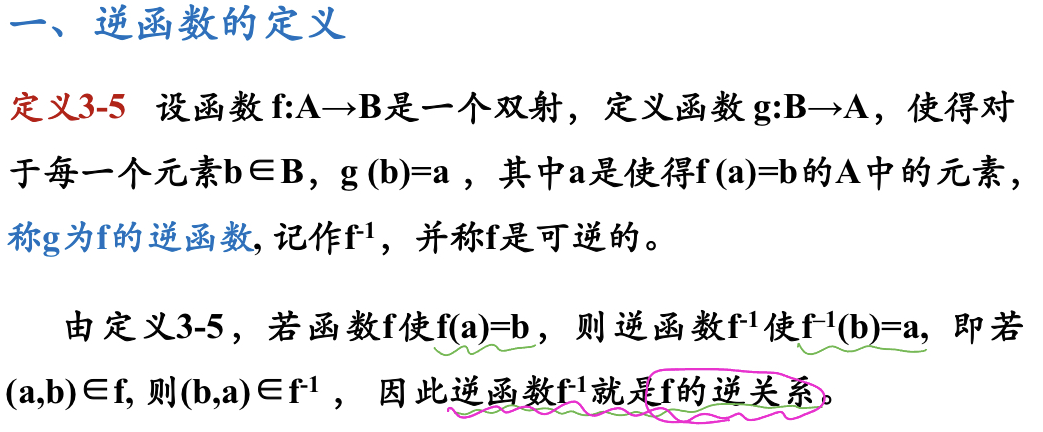 一、逆函数的定义
定义3-5 设函数 f:A→B是一个双射，定义函数 g:B→A，使得对
于每一个元素b∈B，g (b)=a ，其中a是使得f (a)=b的A中的元素，
称g为f的逆函数, 记作f⁻¹，并称f是可逆的。
由定义3-5，若函数f使f(a)=b，则逆函数f⁻¹使f⁻¹(b)=a, 即若
(a,b)∈f, 则(b,a)∈f⁻¹ ，因此逆函数f⁻¹就是f的逆关系。